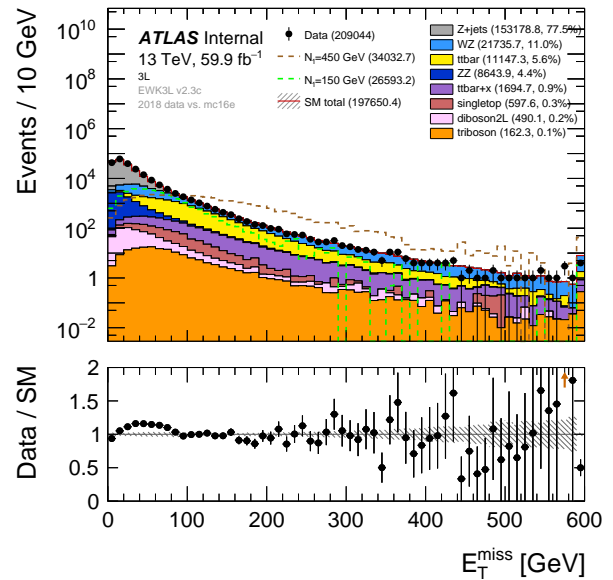 Events / 10 GeV
10¹⁰
10⁸
10⁶
10⁴
10²
1
10⁻²
ATLAS Internal
13 TeV, 59.9 fb⁻¹
3L
EWK3L v2.3c
2018 data vs. mc16e
Data (209044)
N₁=450 GeV (34032.7)
N₁=150 GeV (26593.2)
SM total (197650.4)
Z+jets (153178.8, 77.5%)
WZ (21735.7, 11.0%)
ttbar (11147.3, 5.6%)
ZZ (8643.9, 4.4%)
ttbar+x (1694.7, 0.9%)
singletop (597.6, 0.3%)
diboson2L (490.1, 0.2%)
triboson (162.3, 0.1%)
Data / SM
2
1.5
1
0.5
0
0 100 200 300 400 500 600
E_T^miss [GeV]